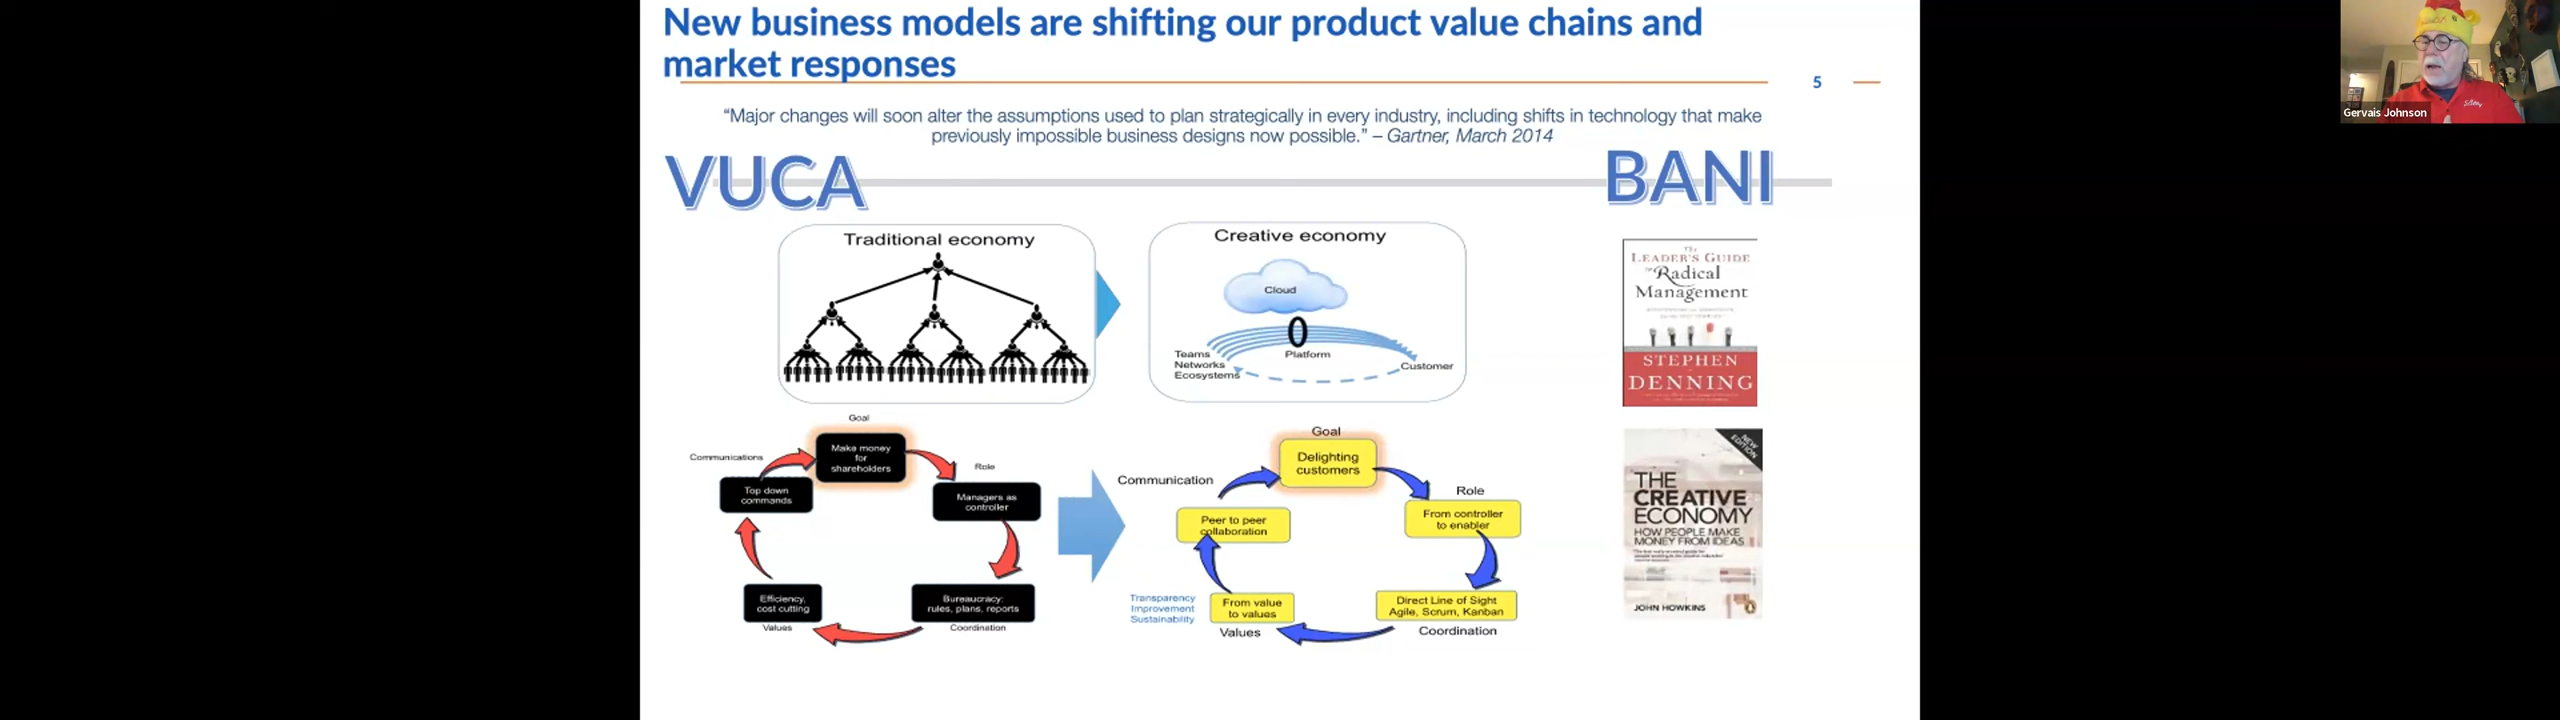 New business models are shifting our product value chains and
market responses
5
“Major changes will soon alter the assumptions used to plan strategically in every industry, including shifts in technology that make
previously impossible business designs now possible.” – Gartner, March 2014
VUCA
BANI
Traditional economy
Creative economy
Cloud
Teams
Networks
Ecosystems
Platform
Customer
Goal
Make money
for
shareholders
Communications
Top down
commands
Role
Managers as
controller
Efficiency,
cost cutting
Values
Bureaucracy:
rules, plans, reports
Coordination
Goal
Delighting
customers
Communication
Peer to peer
collaboration
Role
From controller
to enabler
Transparency
Improvement
Sustainability
From value
to values
Values
Direct Line of Sight
Agile, Scrum, Kanban
Coordination
The
LEADER'S GUIDE
to Radical
Management
STEPHEN
DENNING
NEW
EDITION
THE
CREATIVE
ECONOMY
HOW PEOPLE MAKE
MONEY FROM IDEAS
JOHN HOWKINS
Gervais Johnson